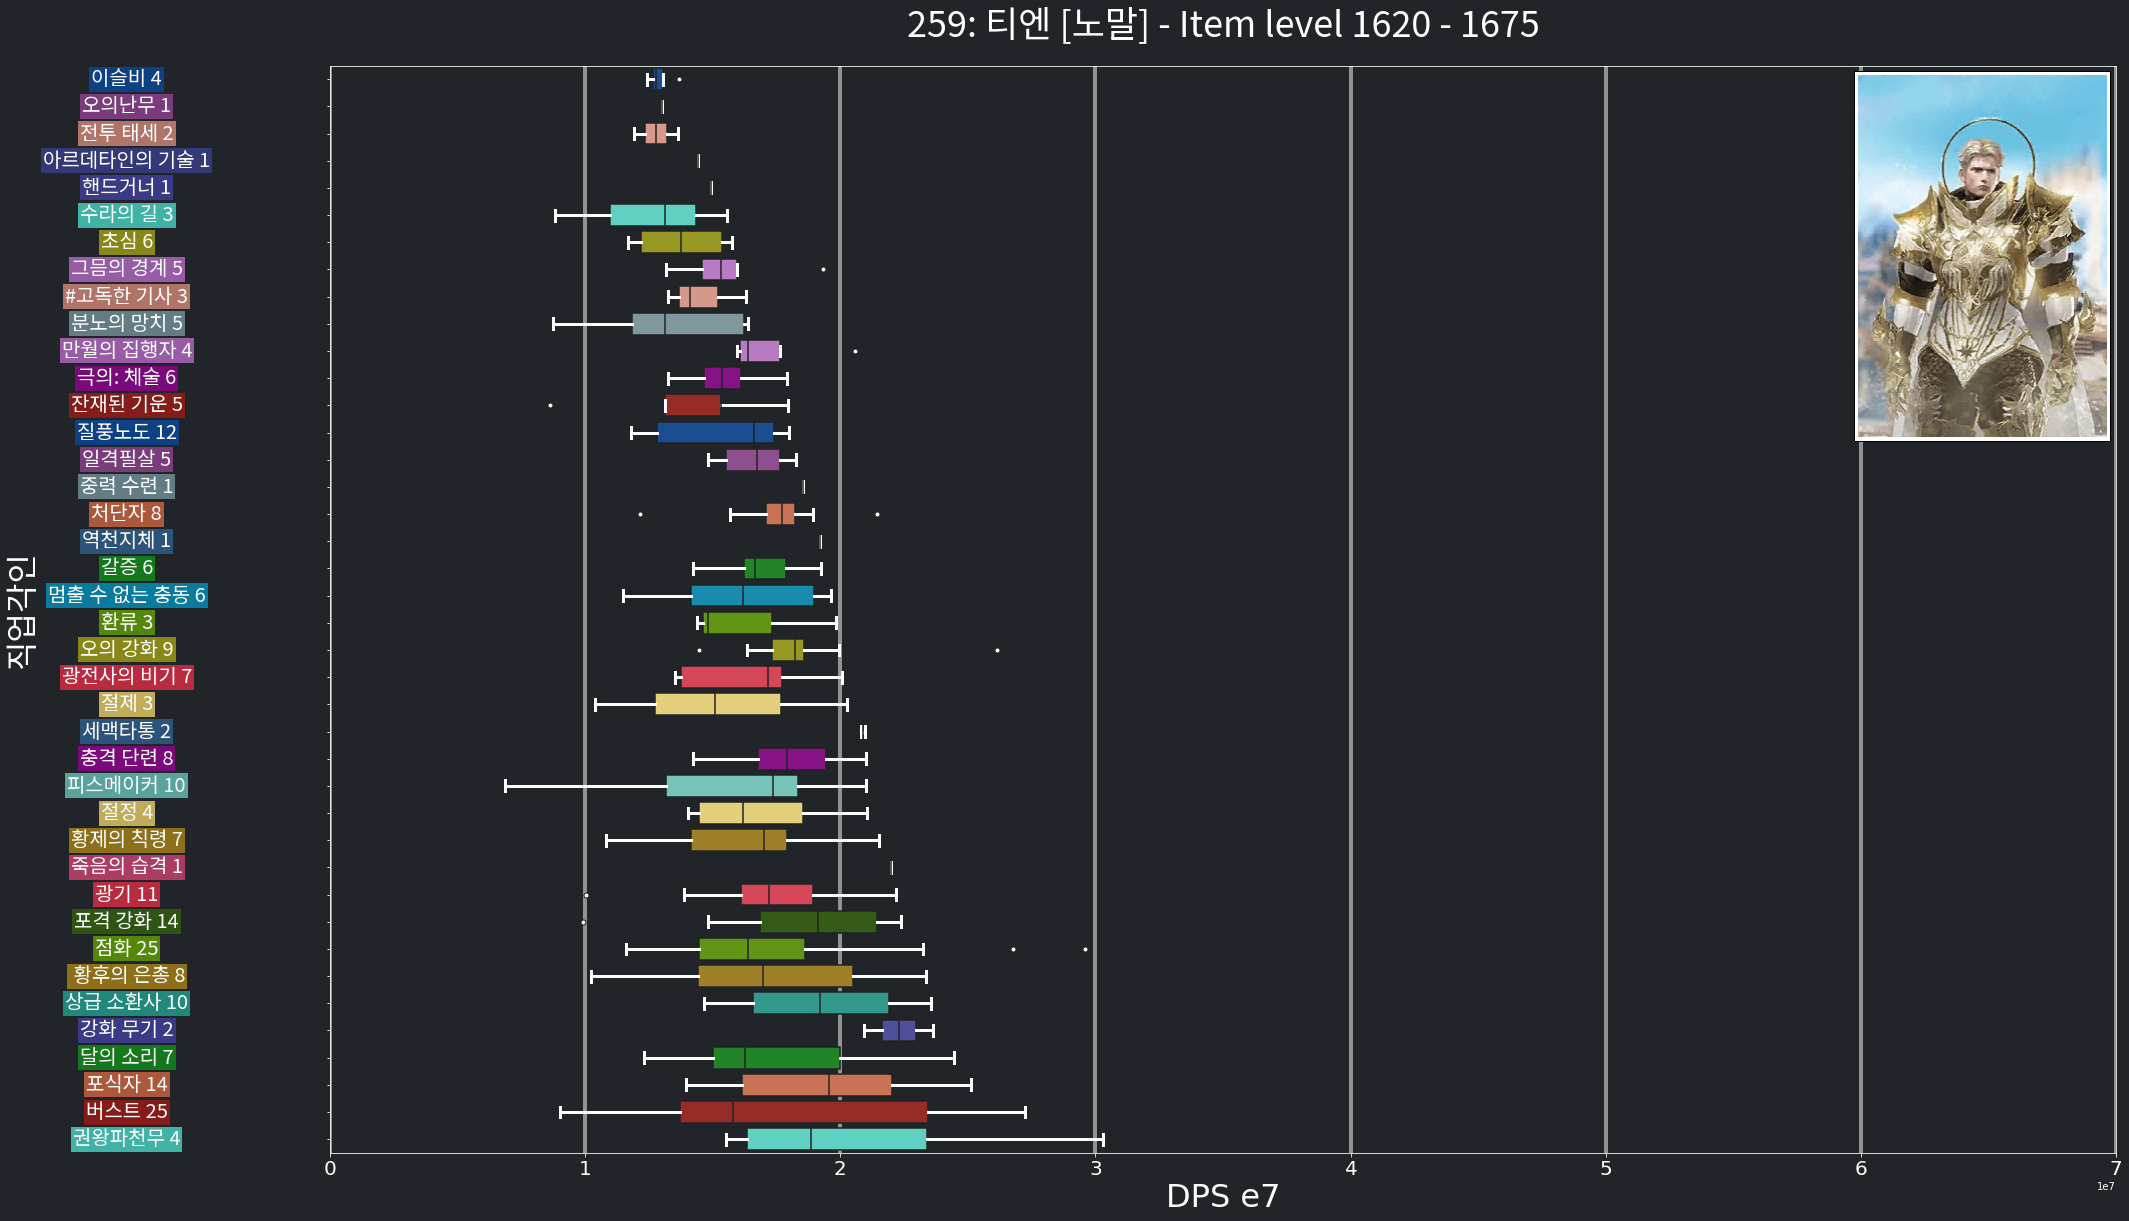 259: 티엔 [노말] - Item level 1620 - 1675
직업각인
이슬비 4
오의난무 1
전투 태세 2
아르데타인의 기술 1
핸드거너 1
수라의 길 3
초심 6
그믐의 경계 5
#고독한 기사 3
분노의 망치 5
만월의 집행자 4
극의: 체술 6
잔재된 기운 5
질풍노도 12
일격필살 5
중력 수련 1
처단자 8
역천지체 1
갈증 6
멈출 수 없는 충동 6
환류 3
오의 강화 9
광전사의 비기 7
절제 3
세맥타통 2
충격 단련 8
피스메이커 10
절정 4
황제의 칙령 7
죽음의 습격 1
광기 11
포격 강화 14
점화 25
황후의 은총 8
상급 소환사 10
강화 무기 2
달의 소리 7
포식자 14
버스트 25
권왕파천무 4
0 1 2 3 4 5 6 7
1e7
DPS e7